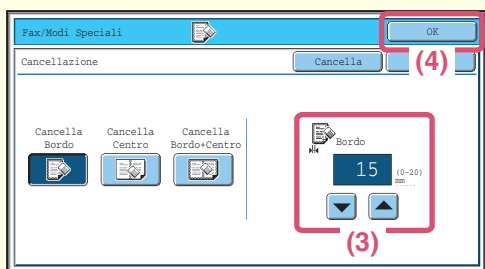 Fax/Modi Speciali
OK
Cancellazione
Cancella
(4)
Cancella
Bordo
Cancella
Centro
Cancella
Bordo+Centro
Bordo
15
(0-20)
mm
(3)